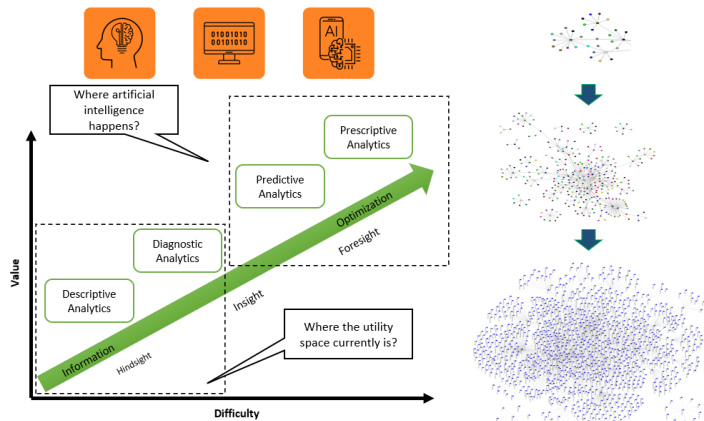 01001010
00101010
AI
Where artificial
intelligence
happens?
Prescriptive
Analytics
Predictive
Analytics
Optimization
Foresight
Diagnostic
Analytics
Descriptive
Analytics
Insight
Information
Hindsight
Where the utility
space currently is?
Value
Difficulty